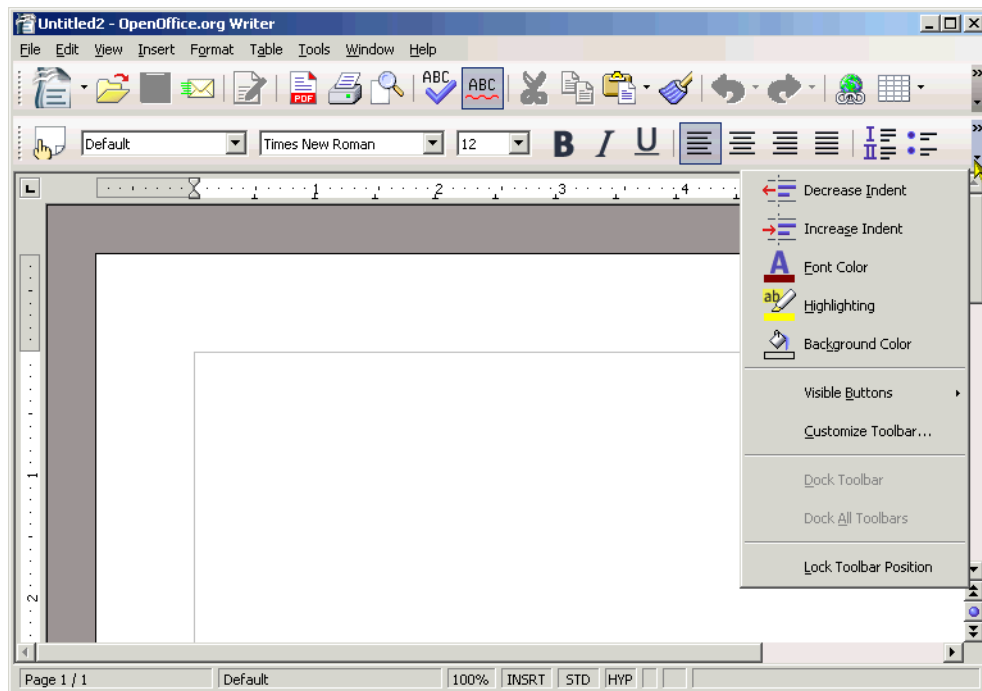 Untitled2 - OpenOffice.org Writer
File Edit View Insert Format Table Tools Window Help
PDF ABC ABC
Default Times New Roman 12 B I U I II
1 2 3 4
Decrease Indent
Increase Indent
A Font Color
ab Highlighting
Background Color
Visible Buttons
Customize Toolbar...
Dock Toolbar
Dock All Toolbars
Lock Toolbar Position
1
2
Page 1 / 1 Default 100% INSRT STD HYP